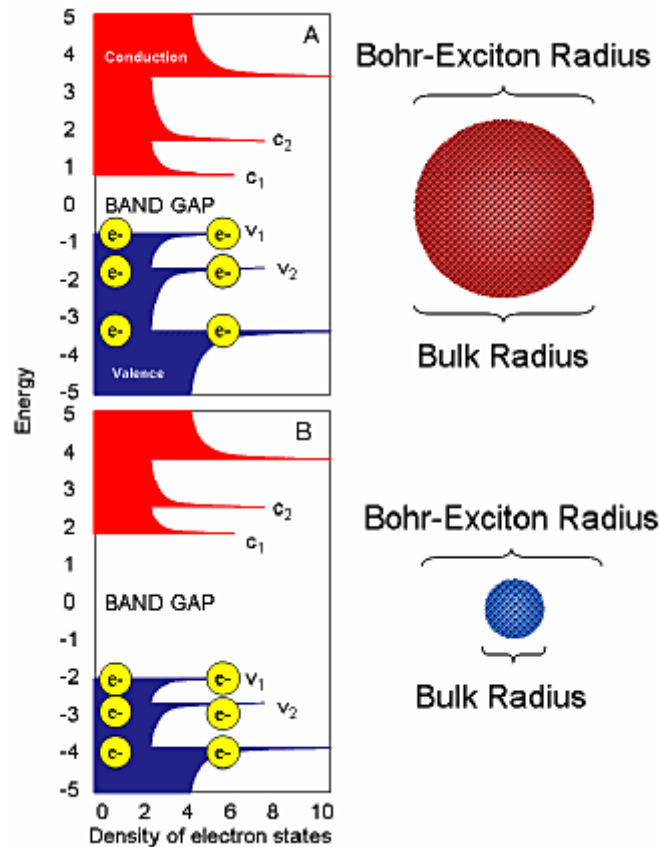 5
4
3
2
1
0
-1
-2
-3
-4
-5
A
Conduction
c2
c1
BAND GAP
e-
e-
v1
e-
e-
v2
e-
e-
Valence
Bohr-Exciton Radius
Bulk Radius
Energy
5
4
3
2
1
0
-1
-2
-3
-4
-5
B
c2
c1
BAND GAP
e-
e-
v1
e-
e-
v2
e-
e-
0 2 4 6 8 10
Density of electron states
Bohr-Exciton Radius
Bulk Radius